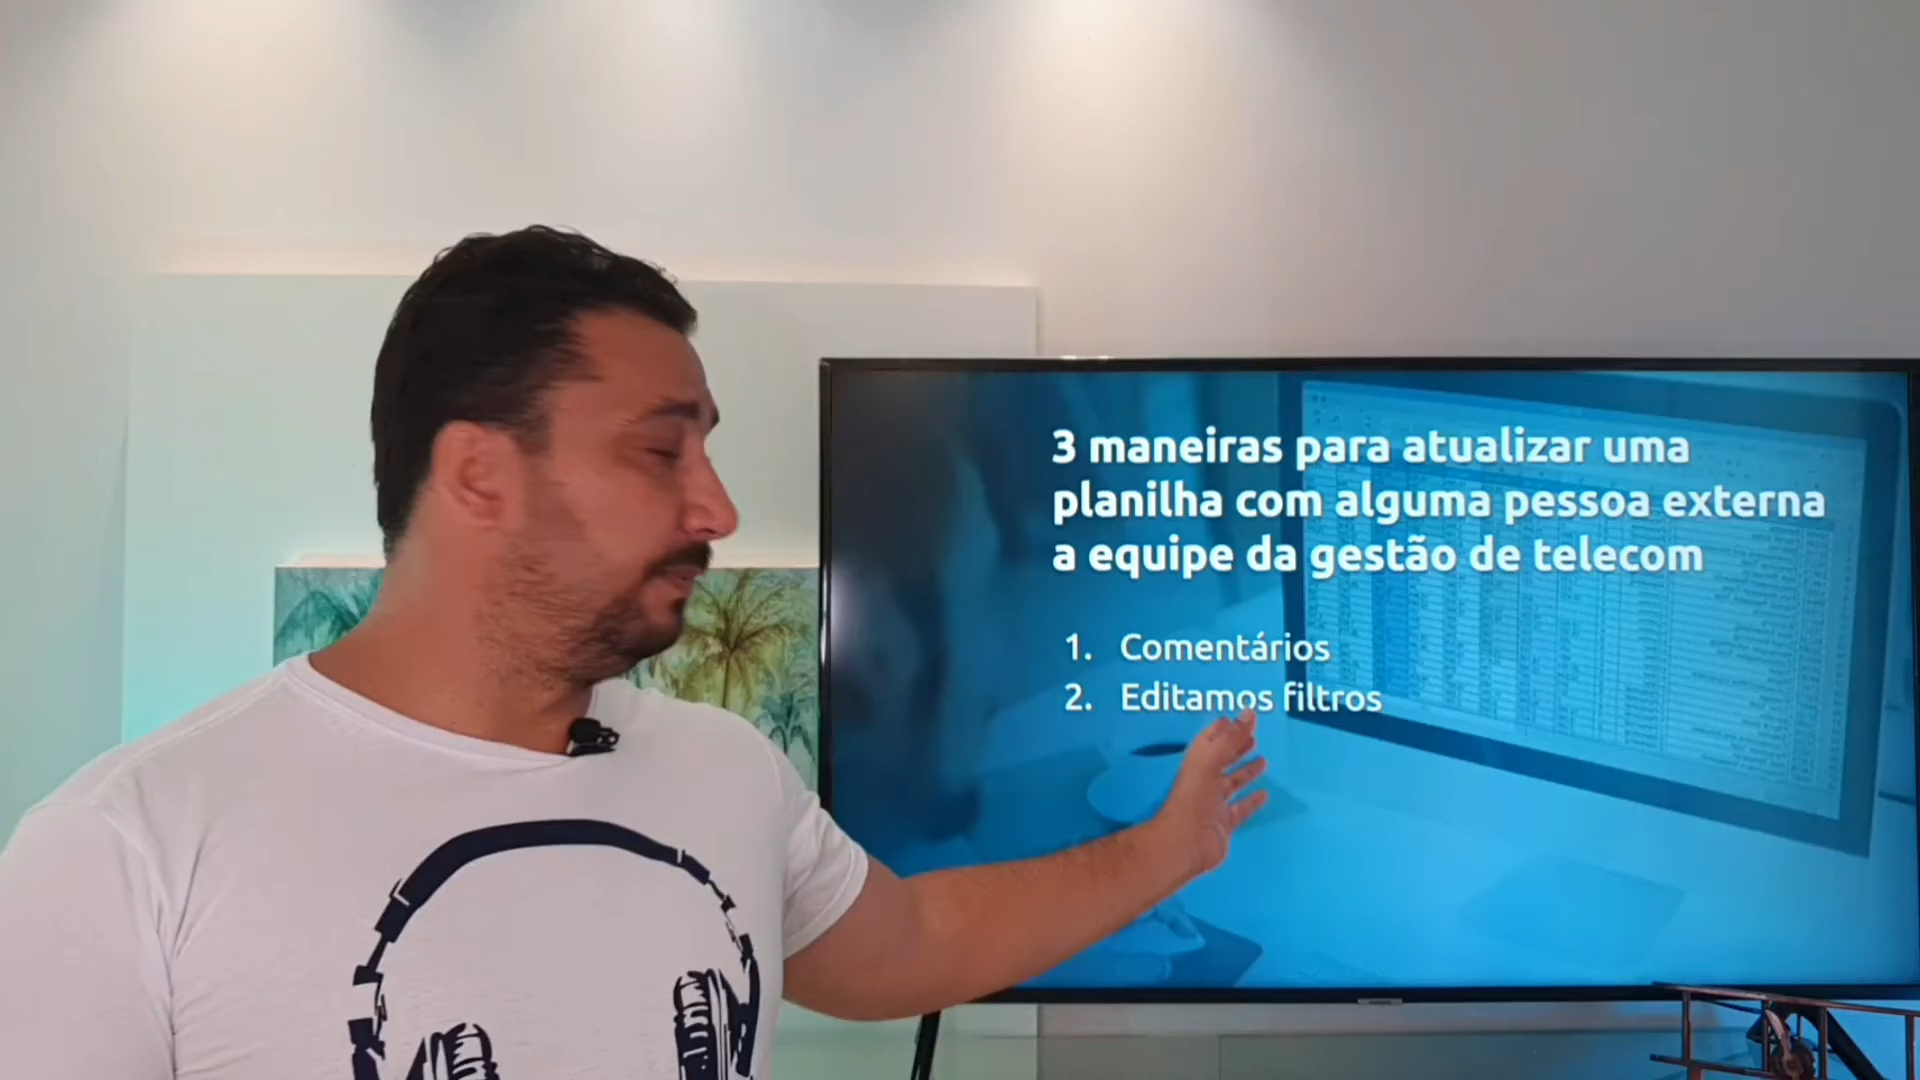 3 maneiras para atualizar uma
planilha com alguma pessoa externa
a equipe da gestão de telecom
1. Comentários
2. Editamos filtros